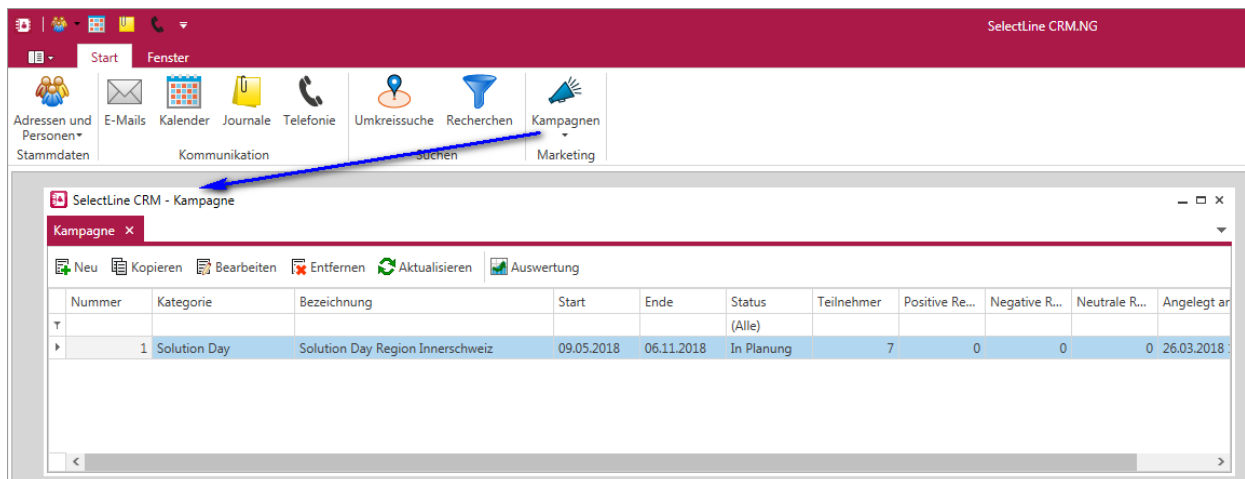 SelectLine CRM.NG
Start Fenster
Adressen und Personen E-Mails Kalender Journale Telefonie Umkreissuche Recherchen Kampagnen
Stammdaten Kommunikation Suchen Marketing
SelectLine CRM - Kampagne
Kampagne
Neu Kopieren Bearbeiten Entfernen Aktualisieren Auswertung
Nummer Kategorie Bezeichnung Start Ende Status Teilnehmer Positive Re... Negative R... Neutrale R... Angelegt
(Alle)
1 Solution Day Solution Day Region Innerschweiz 09.05.2018 06.11.2018 In Planung 7 0 0 0 26.03.2018